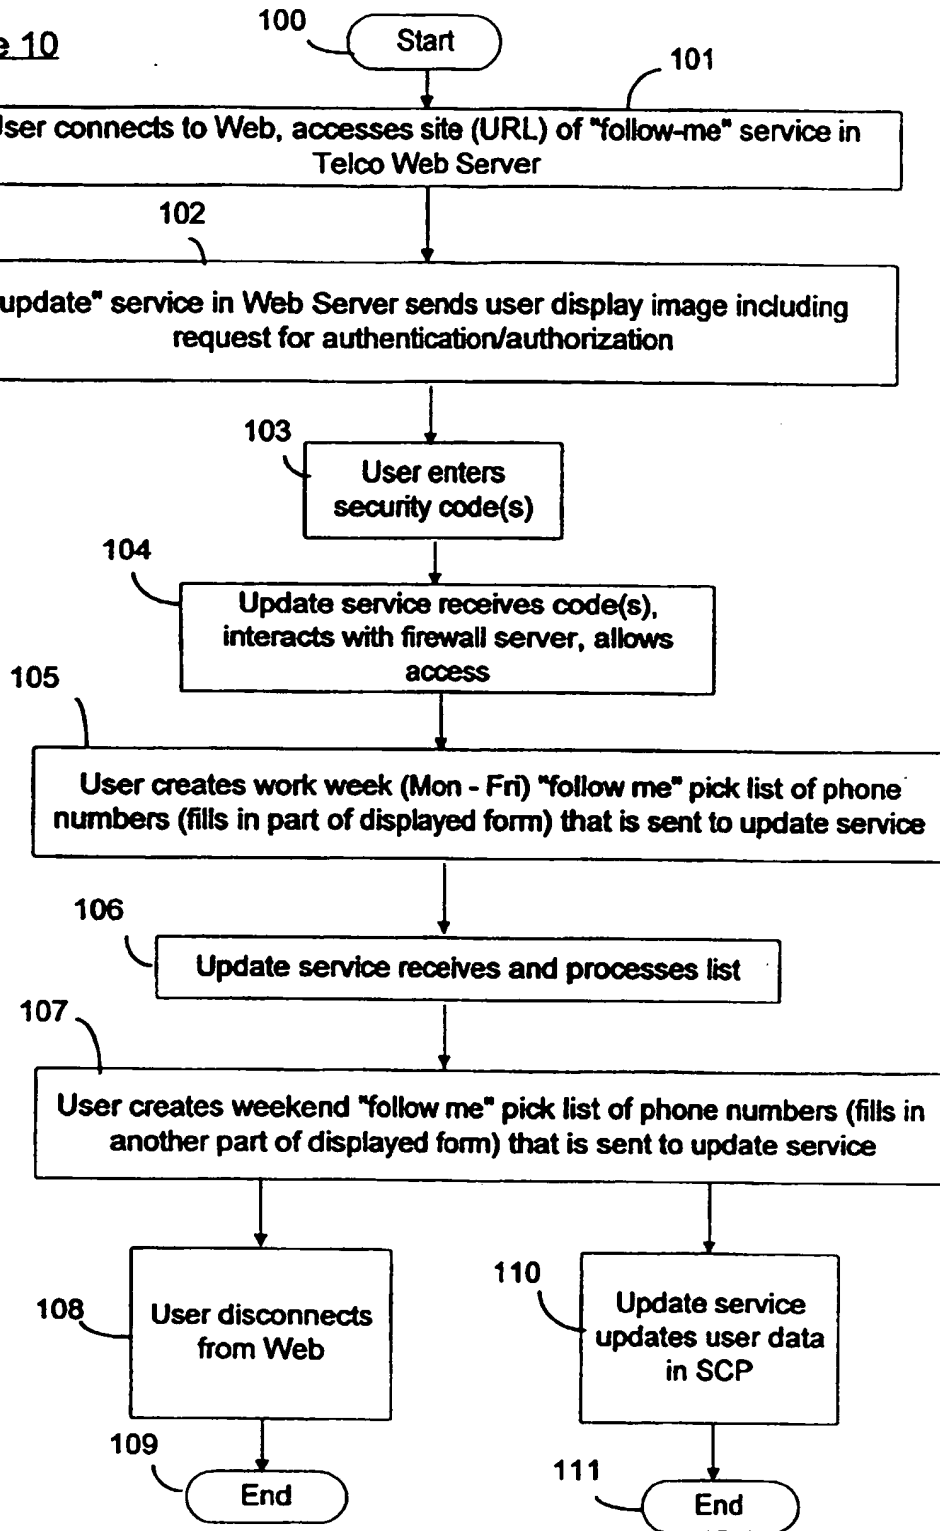 100
Start
e 10
101
User connects to Web, accesses site (URL) of "follow-me" service in
Telco Web Server
102
update" service in Web Server sends user display image including
request for authentication/authorization
103
User enters
security code(s)
104
Update service receives code(s),
interacts with firewall server, allows
access
105
User creates work week (Mon - Fri) "follow me" pick list of phone
numbers (fills in part of displayed form) that is sent to update service
106
Update service receives and processes list
107
User creates weekend "follow me" pick list of phone numbers (fills in
another part of displayed form) that is sent to update service
108
User disconnects
from Web
110
Update service
updates user data
in SCP
109
End
111
End